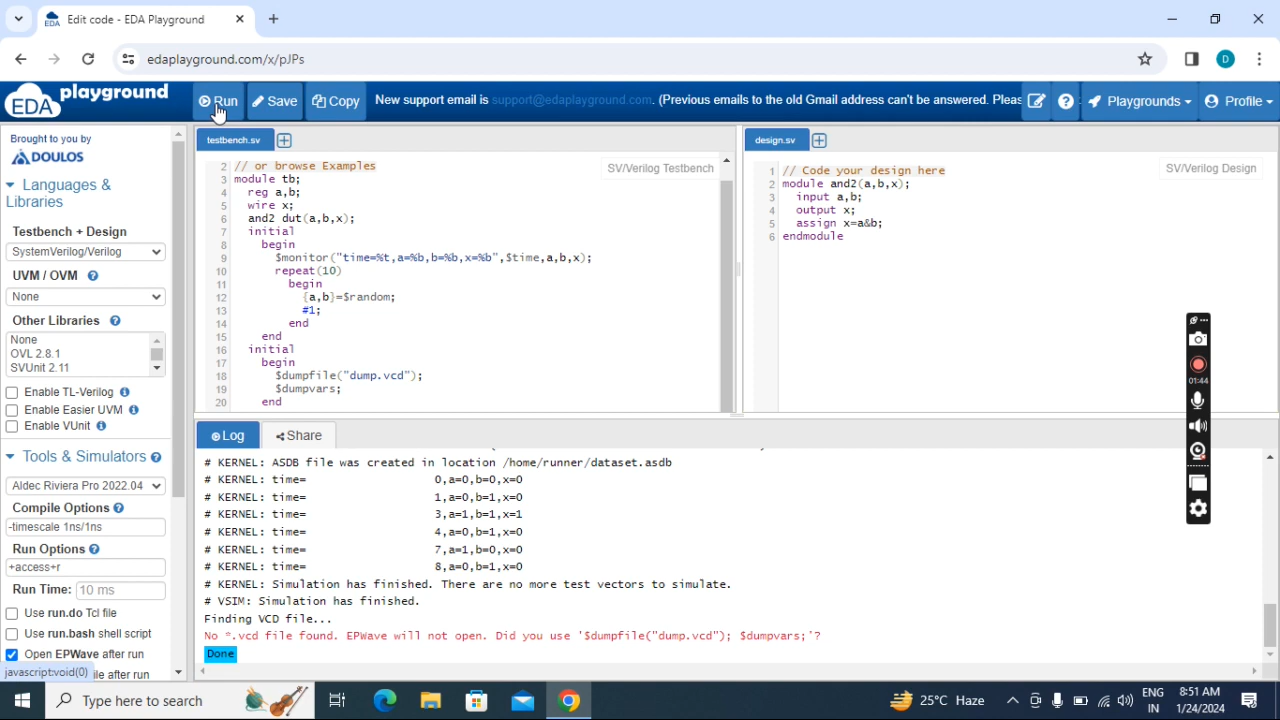 Edit code - EDA Playground
edaplayground.com/x/pJPs
D
EDA playground
Run
Save
Copy
New support email is support@edaplayground.com. (Previous emails to the old Gmail address can't be answered. Pleas
Playgrounds
Profile
Brought to you by
DOULOS
Languages &
Libraries
Testbench + Design
SystemVerilog/Verilog
UVM / OVM
None
Other Libraries
None
OVL 2.8.1
SVUnit 2.11
Enable TL-Verilog
Enable Easier UVM
Enable VUnit
Tools & Simulators
Aldec Riviera Pro 2022.04
Compile Options
-timescale 1ns/1ns
Run Options
+access+r
Run Time: 10 ms
Use run.do Tcl file
Use run.bash shell script
Open EPWave after run
javascript:void(0) ile after run
testbench.sv
SV/Verilog Testbench
2 // or browse Examples
3 module tb;
4 reg a,b;
5 wire x;
6 and2 dut(a,b,x);
7 initial
8 begin
9 $monitor("time=%t,a=%b,b=%b,x=%b",$time,a,b,x);
10 repeat(10)
11 begin
12 {a,b}=$random;
13 #1;
14 end
15 end
16 initial
17 begin
18 $dumpfile("dump.vcd");
19 $dumpvars;
20 end
design.sv
SV/Verilog Design
1 // Code your design here
2 module and2(a,b,x);
3 input a,b;
4 output x;
5 assign x=a&b;
6 endmodule
01:44
Log
Share
# KERNEL: ASDB file was created in location /home/runner/dataset.asdb
# KERNEL: time= 0,a=0,b=0,x=0
# KERNEL: time= 1,a=0,b=1,x=0
# KERNEL: time= 3,a=1,b=1,x=1
# KERNEL: time= 4,a=0,b=1,x=0
# KERNEL: time= 7,a=1,b=0,x=0
# KERNEL: time= 8,a=0,b=1,x=0
# KERNEL: Simulation has finished. There are no more test vectors to simulate.
# VSIM: Simulation has finished.
Finding VCD file...
No *.vcd file found. EPWave will not open. Did you use '$dumpfile("dump.vcd"); $dumpvars;'?
Done
Type here to search
25°C Haze
ENG
IN
8:51 AM
1/24/2024